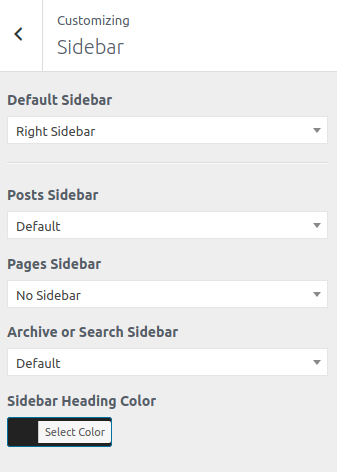 Customizing
Sidebar
Default Sidebar
Right Sidebar
Posts Sidebar
Default
Pages Sidebar
No Sidebar
Archive or Search Sidebar
Default
Sidebar Heading Color
Select Color